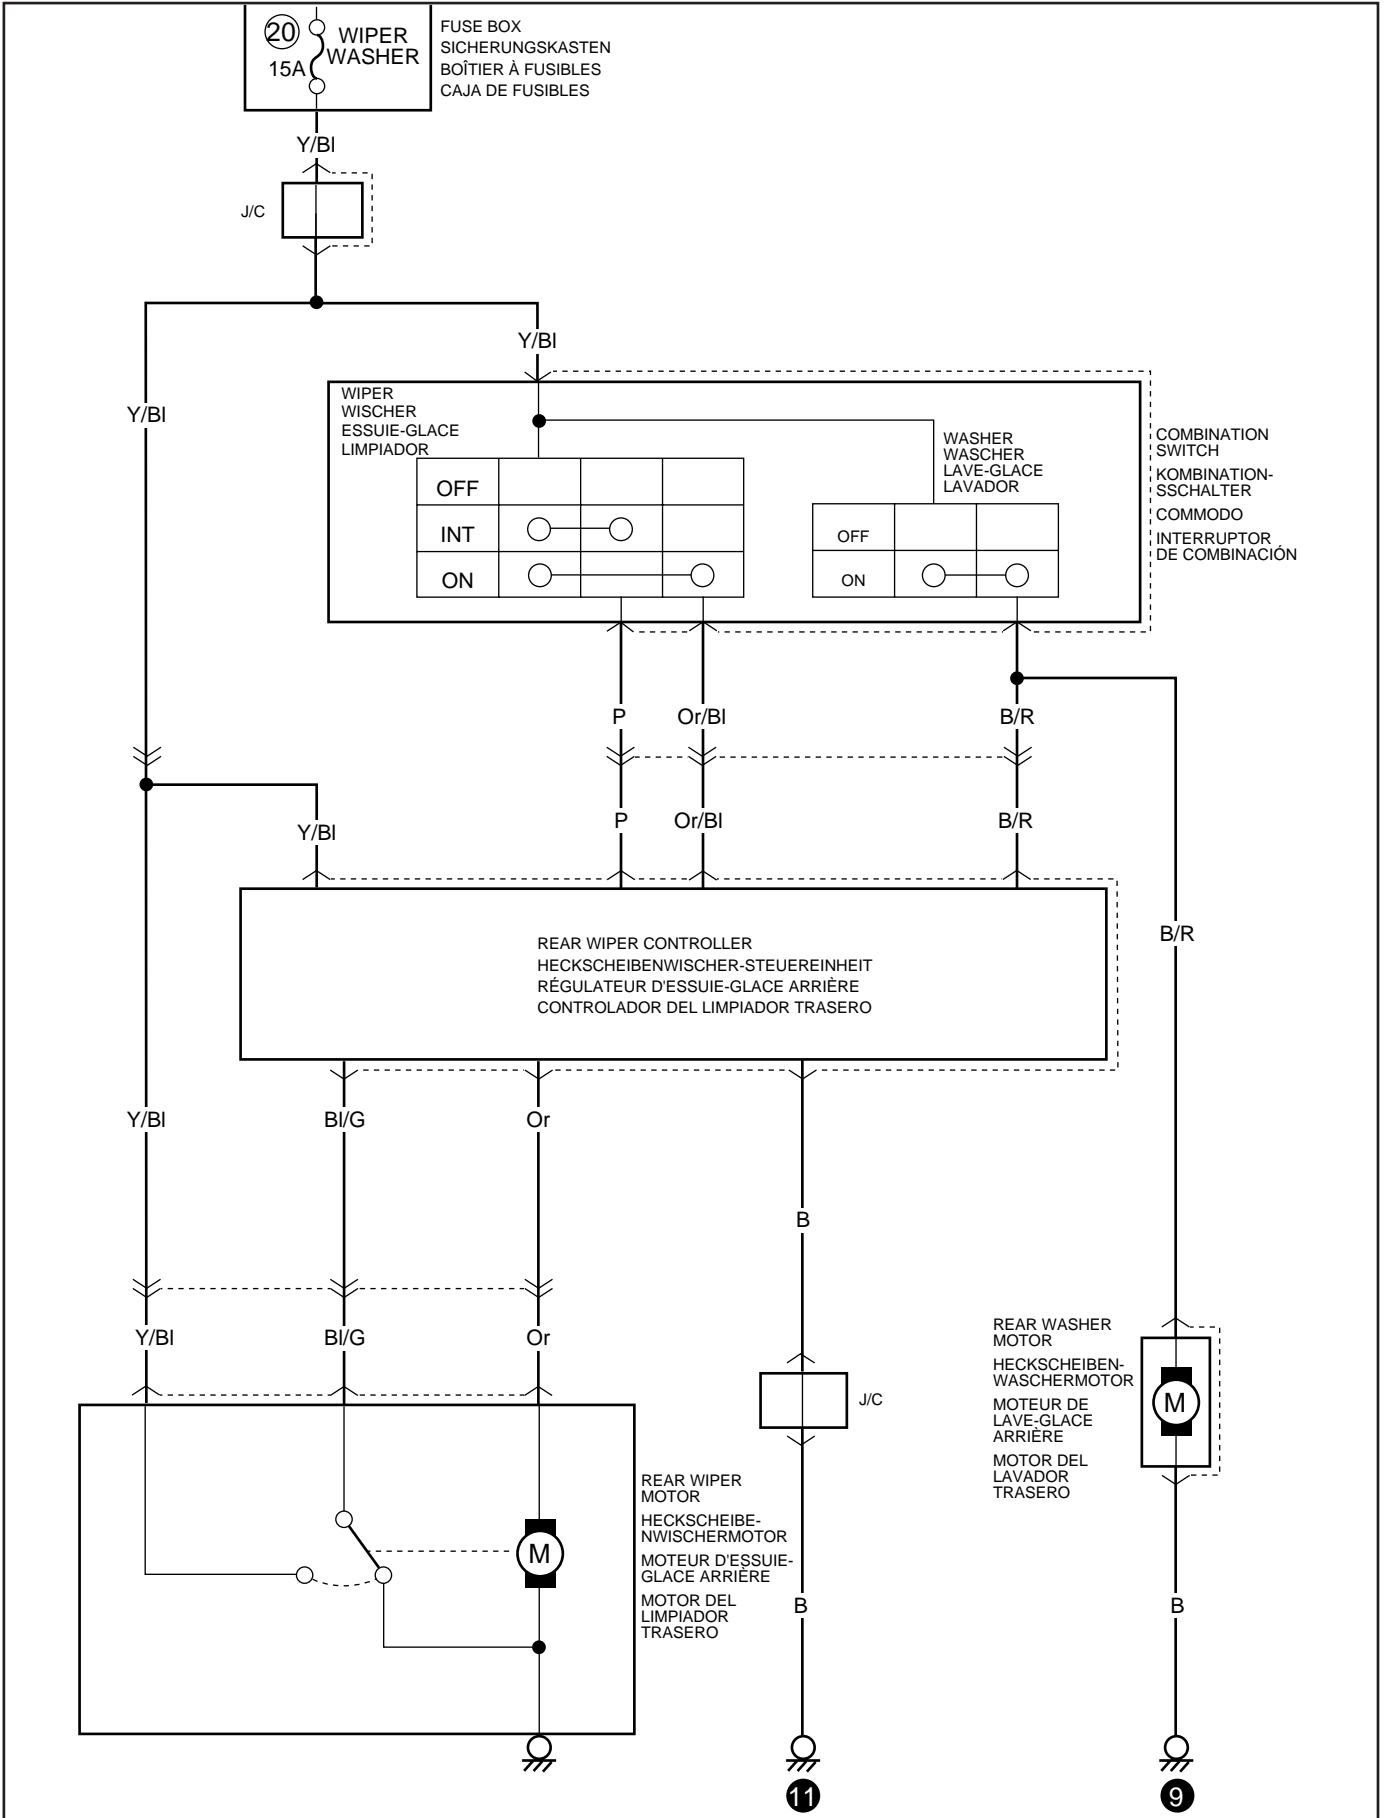 20
WIPER
WASHER
15A
FUSE BOX
SICHERUNGSKASTEN
BOÎTIER À FUSIBLES
CAJA DE FUSIBLES
Y/Bl
J/C
Y/Bl
Y/Bl
WIPER
WISCHER
ESSUIE-GLACE
LIMPIADOR
OFF
INT
ON
WASHER
WASCHER
LAVE-GLACE
LAVADOR
OFF
ON
COMBINATION
SWITCH
KOMBINATION-
SSCHALTER
COMMODO
INTERRUPTOR
DE COMBINACIÓN
P
Or/Bl
B/R
Y/Bl
P
Or/Bl
B/R
REAR WIPER CONTROLLER
HECKSCHEIBENWISCHER-STEUEREINHEIT
RÉGULATEUR D'ESSUIE-GLACE ARRIÈRE
CONTROLADOR DEL LIMPIADOR TRASERO
B/R
Y/Bl
Bl/G
Or
B
Y/Bl
Bl/G
Or
J/C
REAR WASHER
MOTOR
HECKSCHEIBEN-
WASCHERMOTOR
MOTEUR DE
LAVE-GLACE
ARRIÈRE
MOTOR DEL
LAVADOR
TRASERO
M
REAR WIPER
MOTOR
HECKSCHEIBE-
NWISCHERMOTOR
MOTEUR D'ESSUIE-
GLACE ARRIÈRE
MOTOR DEL
LIMPIADOR
TRASERO
M
B
B
11
9